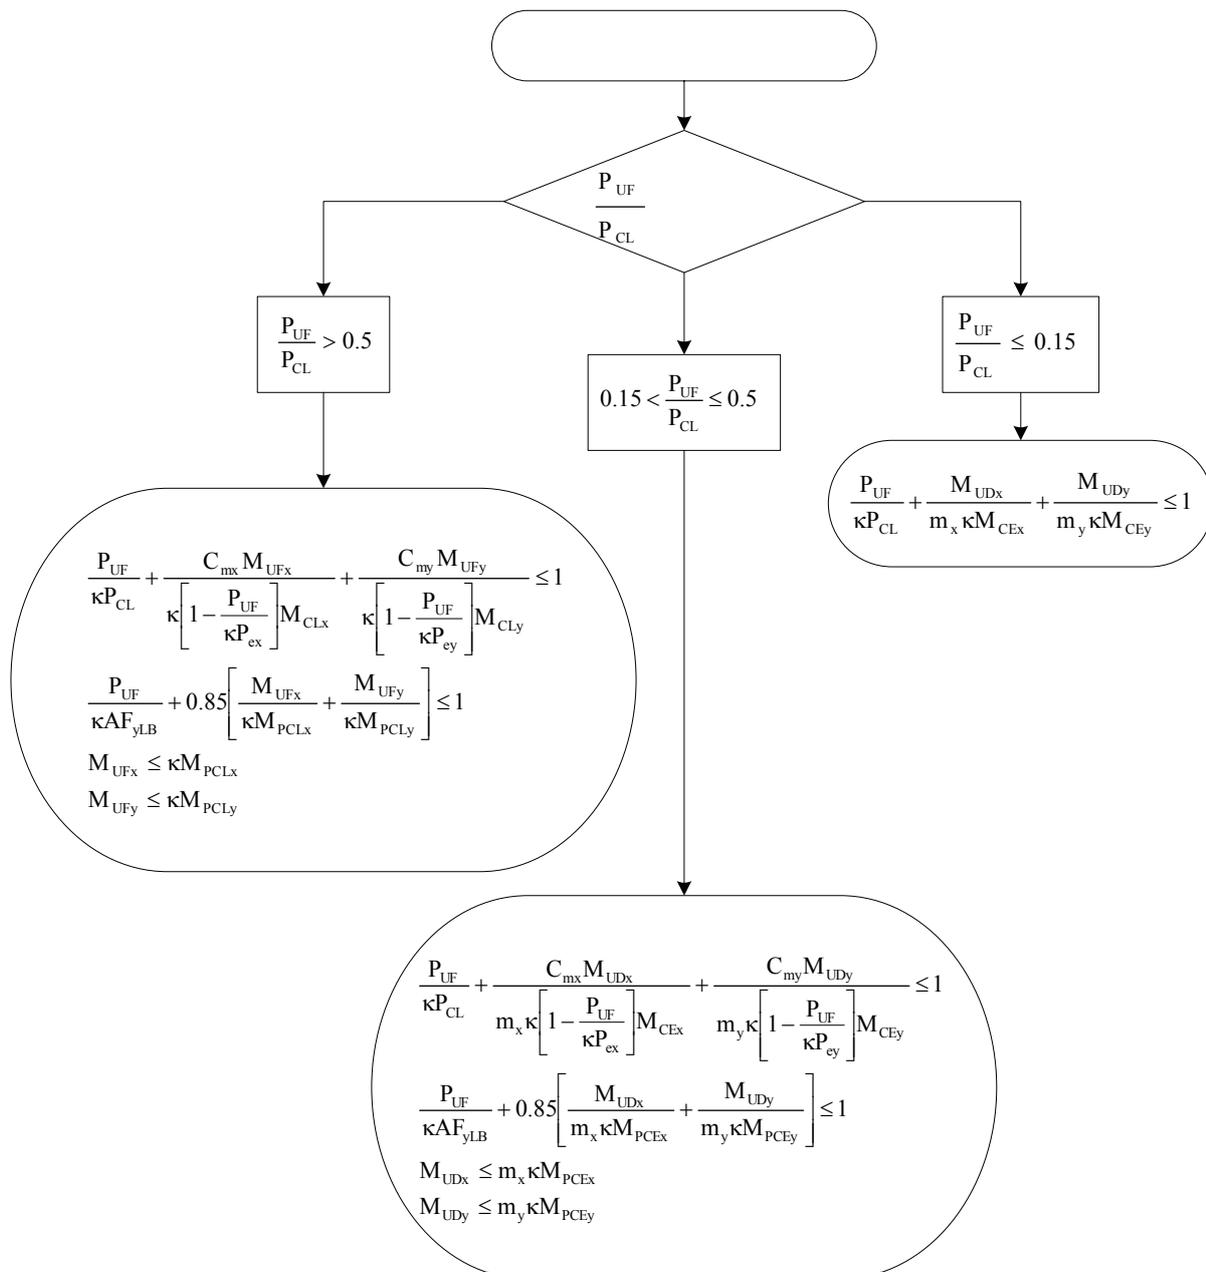 P_UF / P_CL
P_UF / P_CL > 0.5
0.15 < P_UF / P_CL ≤ 0.5
P_UF / P_CL ≤ 0.15
P_UF / κP_CL + M_UDx / m_x κM_CEx + M_UDy / m_y κM_CEy ≤ 1
P_UF / κP_CL + C_mx M_UFx / κ[1 − P_UF / κP_ex] M_CLx + C_my M_UFy / κ[1 − P_UF / κP_ey] M_CLy ≤ 1
P_UF / κAF_yLB + 0.85[M_UFx / κM_PCLx + M_UFy / κM_PCLy] ≤ 1
M_UFx ≤ κM_PCLx
M_UFy ≤ κM_PCLy
P_UF / κP_CL + C_mx M_UDx / m_x κ[1 − P_UF / κP_ex] M_CEx + C_my M_UDy / m_y κ[1 − P_UF / κP_ey] M_CEy ≤ 1
P_UF / κAF_yLB + 0.85[M_UDx / m_x κM_PCEx + M_UDy / m_y κM_PCEy] ≤ 1
M_UDx ≤ m_x κM_PCEx
M_UDy ≤ m_y κM_PCEy